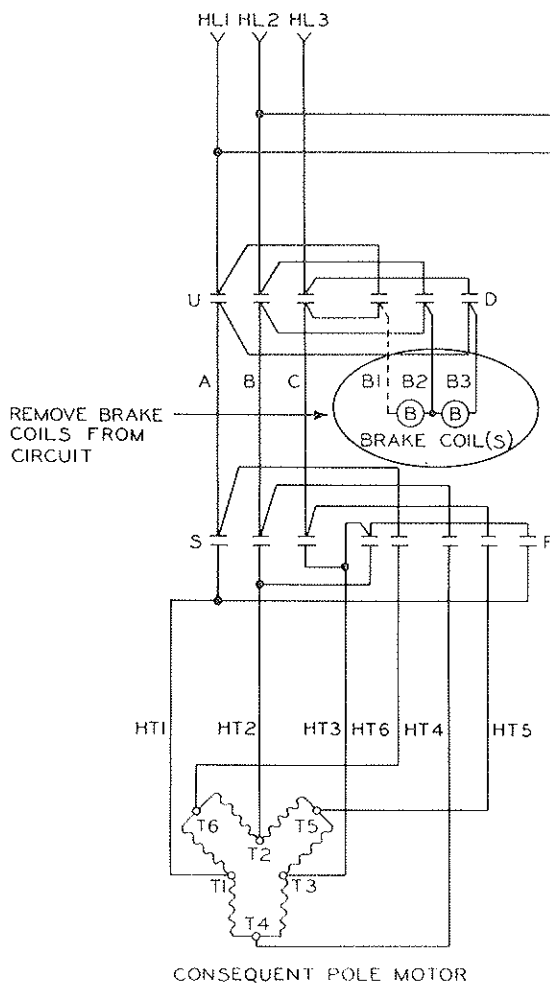 HL1 HL2 HL3
U D
A B C B1 B2 B3
B B
BRAKE COIL(S)
REMOVE BRAKE
COILS FROM
CIRCUIT
S F
HT1 HT2 HT3 HT6 HT4 HT5
T6 T5
T2
T1 T3
T4
CONSEQUENT POLE MOTOR